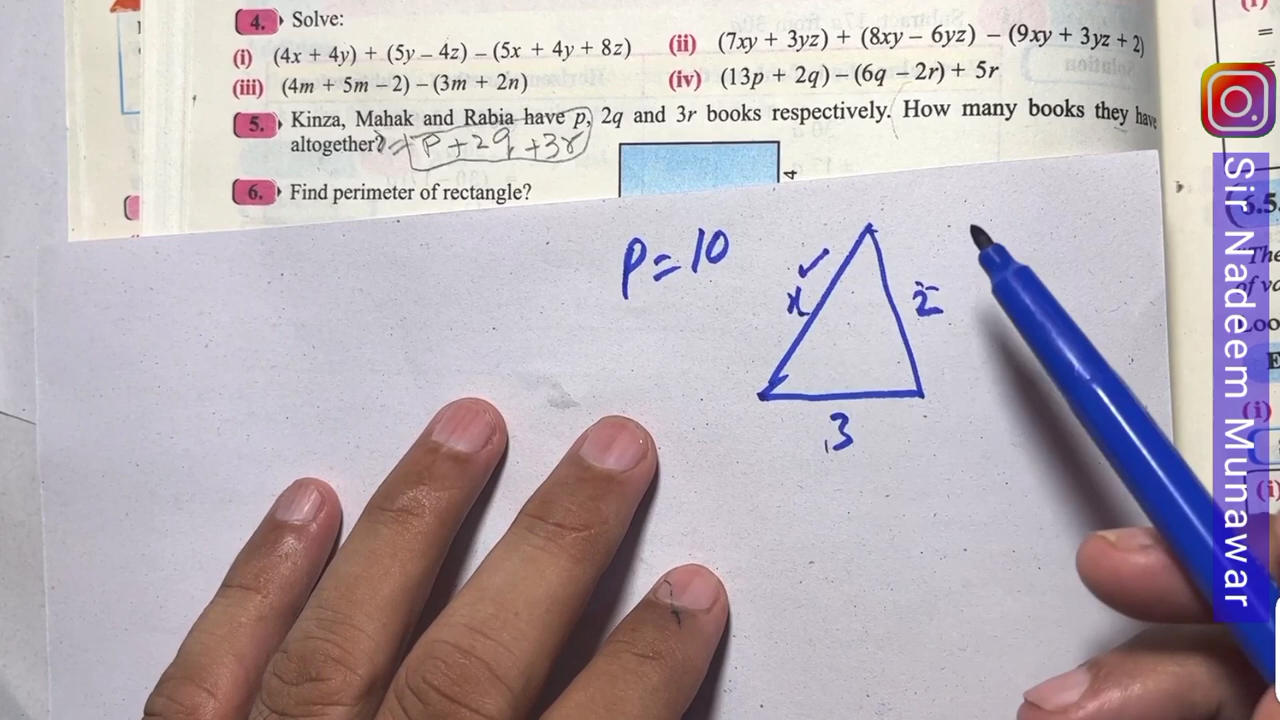 4. Solve:
(i) (4x + 4y) + (5y – 4z) – (5x + 4y + 8z) (ii) (7xy + 3yz) + (8xy – 6yz) – (9xy + 3yz + 2)
(iii) (4m + 5m – 2) – (3m + 2n) (iv) (13p + 2q) – (6q – 2r) + 5r
5. Kinza, Mahak and Rabia have p, 2q and 3r books respectively. How many books they have
altogether? = p + 2q + 3r
6. Find perimeter of rectangle?
4
P = 10
x
2
3
6.5
Loo
E
(i)
(i)
Sir Nadeem Munawar